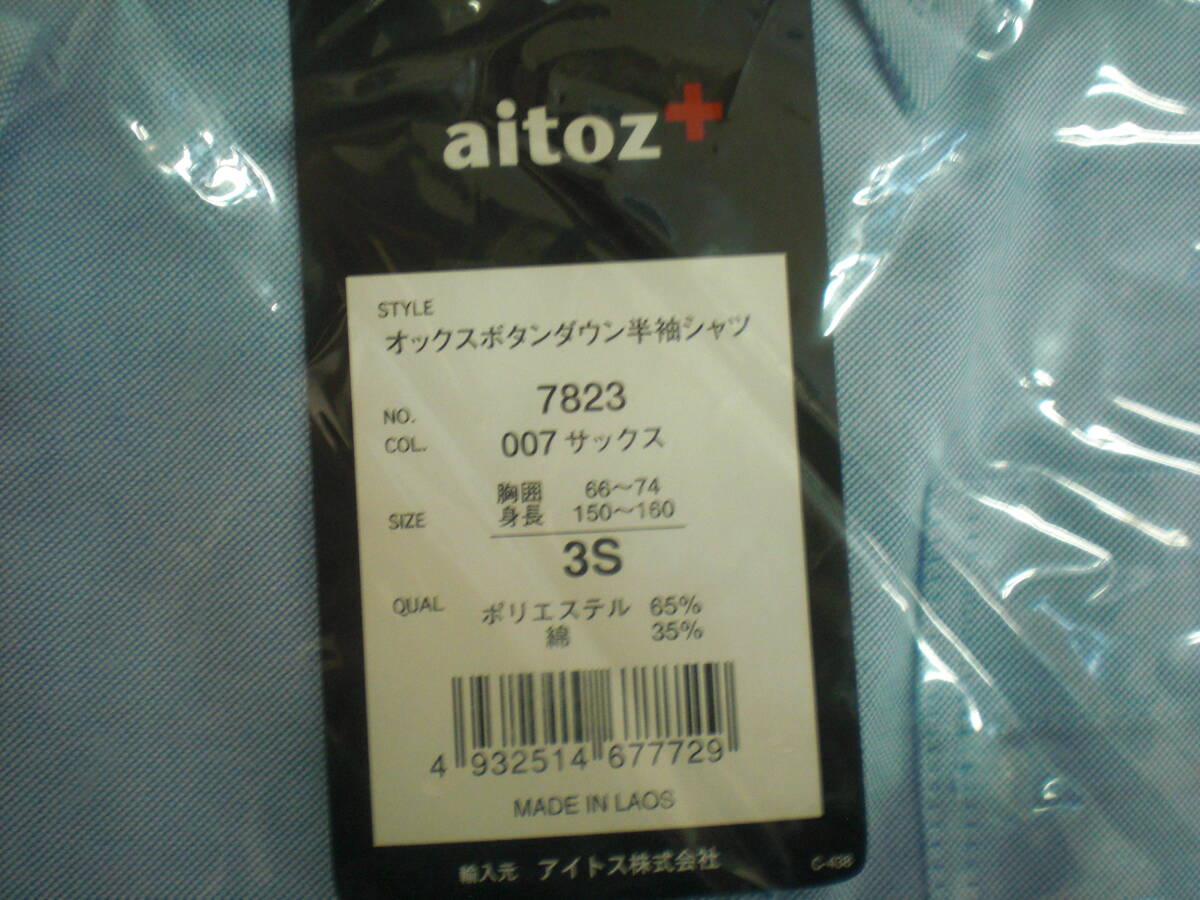 aitoz
STYLE
オックスボタンダウン半袖シャツ
NO. 7823
COL. 007 サックス
胸囲 66〜74
SIZE 身長 150〜160
3S
QUAL ポリエステル 65%
綿 35%
4 932514 677729
MADE IN LAOS
輸入元 アイトス株式会社 C-438